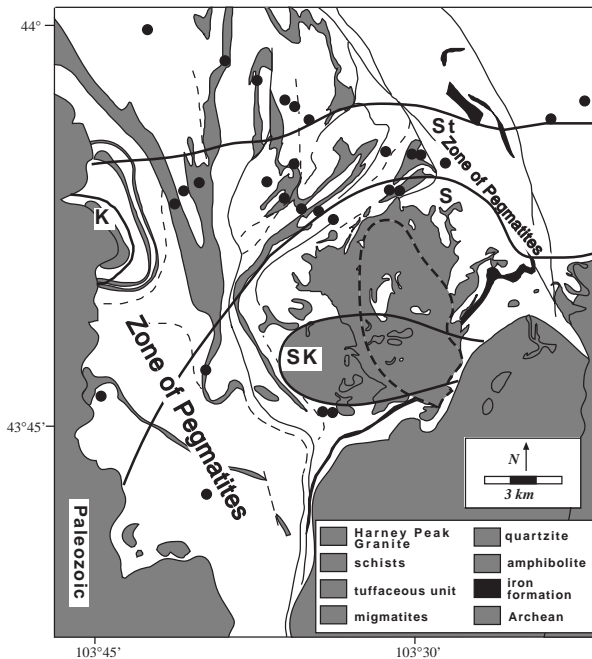 44°
St
Zone of Pegmatites
S
K
SK
Zone of Pegmatites
43°45'
N
3 km
Paleozoic
Harney Peak
Granite
schists
tuffaceous unit
migmatites
quartzite
amphibolite
iron
formation
Archean
103°45'
103°30'